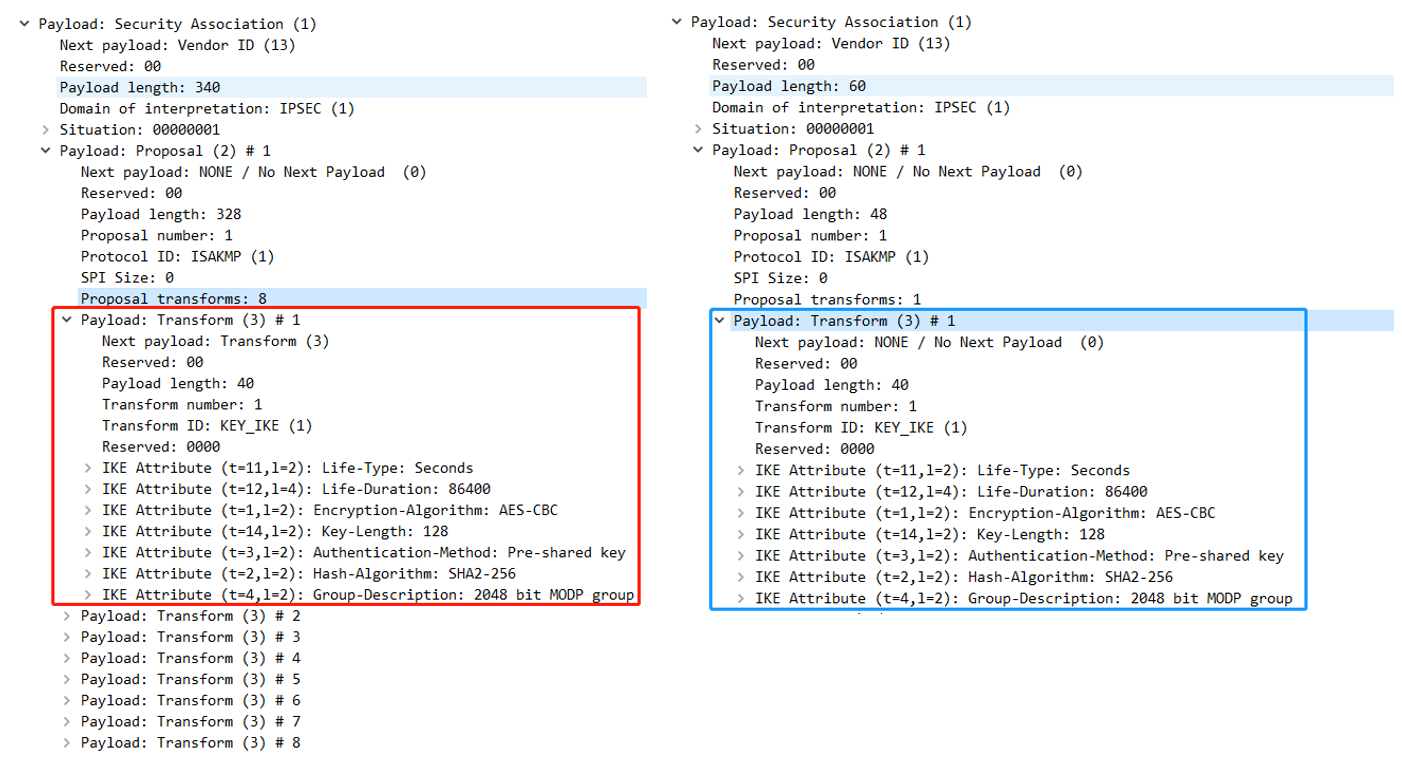 Payload: Security Association (1)
Next payload: Vendor ID (13)
Reserved: 00
Payload length: 340
Domain of interpretation: IPSEC (1)
Situation: 00000001
Payload: Proposal (2) # 1
Next payload: NONE / No Next Payload  (0)
Reserved: 00
Payload length: 328
Proposal number: 1
Protocol ID: ISAKMP (1)
SPI Size: 0
Proposal transforms: 8
Payload: Transform (3) # 1
Next payload: Transform (3)
Reserved: 00
Payload length: 40
Transform number: 1
Transform ID: KEY_IKE (1)
Reserved: 0000
IKE Attribute (t=11,l=2): Life-Type: Seconds
IKE Attribute (t=12,l=4): Life-Duration: 86400
IKE Attribute (t=1,l=2): Encryption-Algorithm: AES-CBC
IKE Attribute (t=14,l=2): Key-Length: 128
IKE Attribute (t=3,l=2): Authentication-Method: Pre-shared key
IKE Attribute (t=2,l=2): Hash-Algorithm: SHA2-256
IKE Attribute (t=4,l=2): Group-Description: 2048 bit MODP group
Payload: Transform (3) # 2
Payload: Transform (3) # 3
Payload: Transform (3) # 4
Payload: Transform (3) # 5
Payload: Transform (3) # 6
Payload: Transform (3) # 7
Payload: Transform (3) # 8
Payload: Security Association (1)
Next payload: Vendor ID (13)
Reserved: 00
Payload length: 60
Domain of interpretation: IPSEC (1)
Situation: 00000001
Payload: Proposal (2) # 1
Next payload: NONE / No Next Payload  (0)
Reserved: 00
Payload length: 48
Proposal number: 1
Protocol ID: ISAKMP (1)
SPI Size: 0
Proposal transforms: 1
Payload: Transform (3) # 1
Next payload: NONE / No Next Payload  (0)
Reserved: 00
Payload length: 40
Transform number: 1
Transform ID: KEY_IKE (1)
Reserved: 0000
IKE Attribute (t=11,l=2): Life-Type: Seconds
IKE Attribute (t=12,l=4): Life-Duration: 86400
IKE Attribute (t=1,l=2): Encryption-Algorithm: AES-CBC
IKE Attribute (t=14,l=2): Key-Length: 128
IKE Attribute (t=3,l=2): Authentication-Method: Pre-shared key
IKE Attribute (t=2,l=2): Hash-Algorithm: SHA2-256
IKE Attribute (t=4,l=2): Group-Description: 2048 bit MODP group